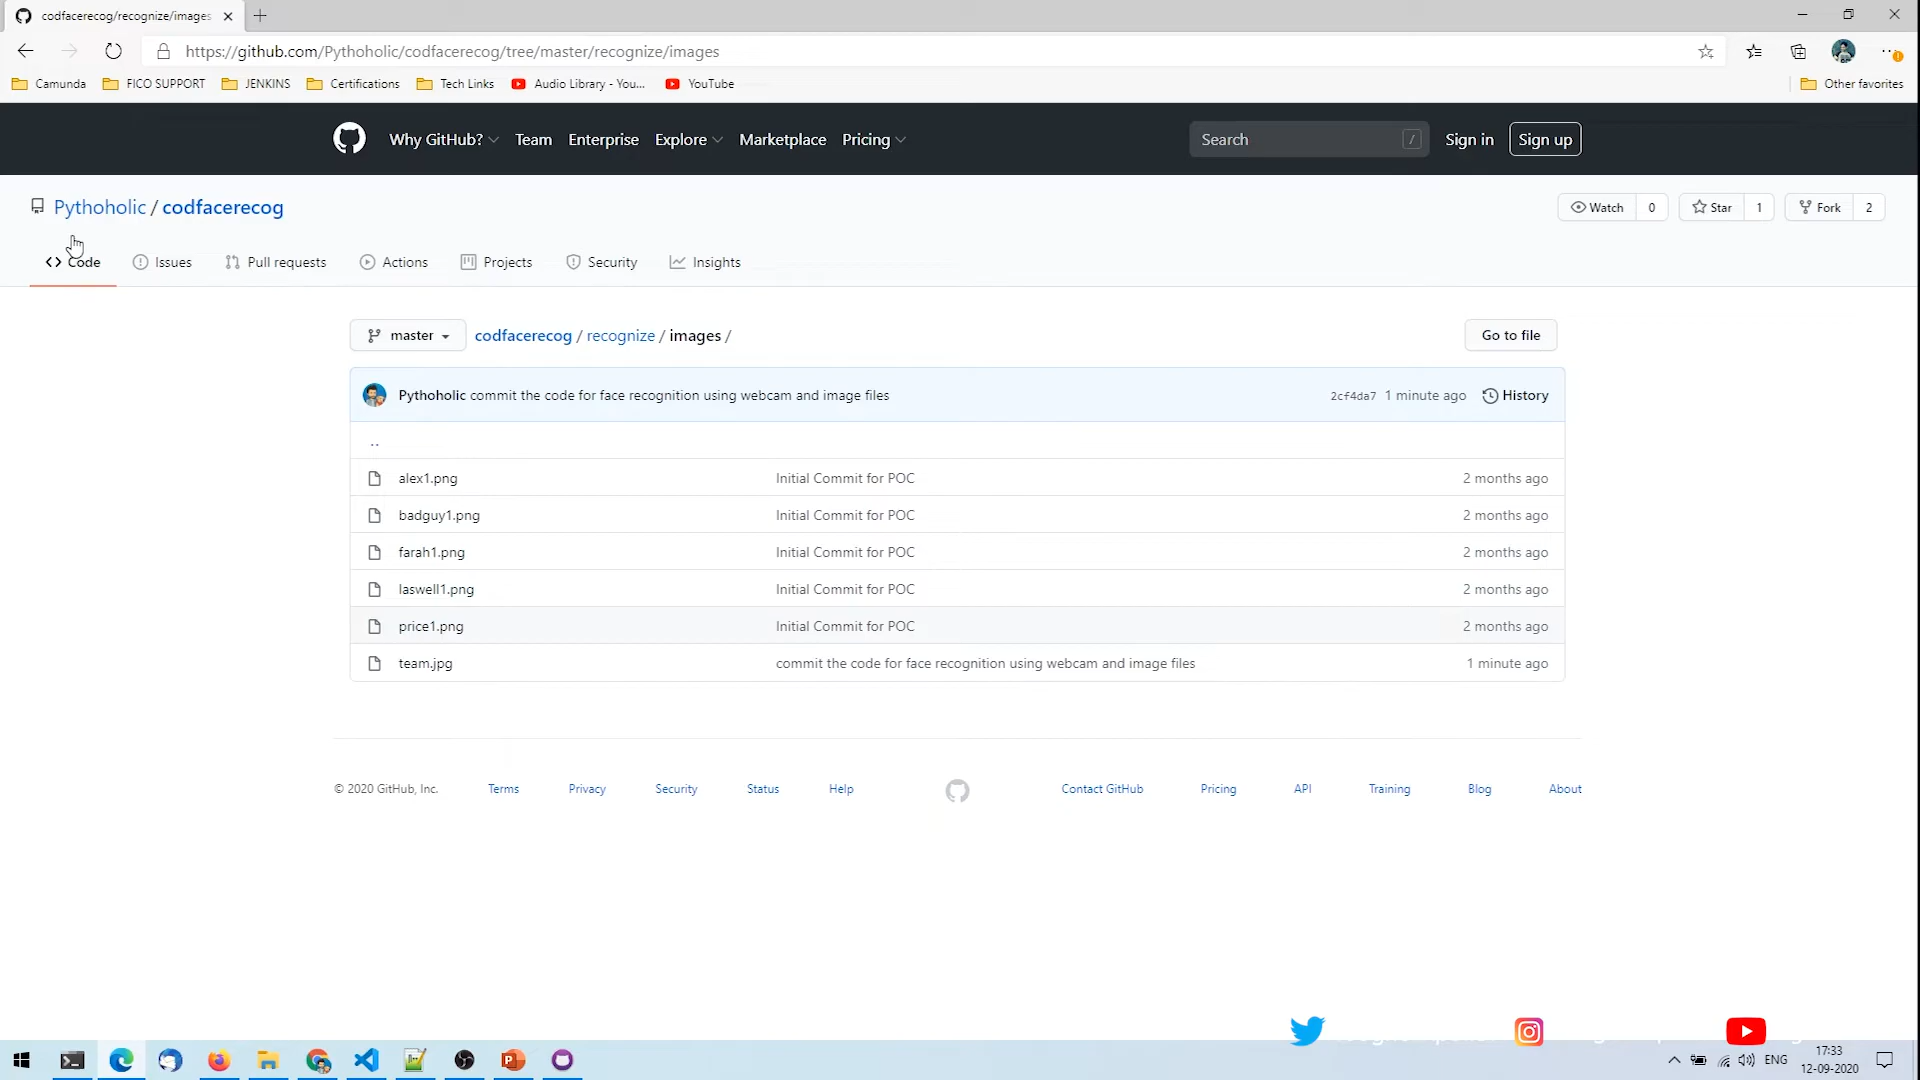 codfacerecog/recognize/images
https://github.com/Pythoholic/codfacerecog/tree/master/recognize/images
Camunda FICO SUPPORT JENKINS Certifications Tech Links Audio Library - You... YouTube Other favorites
Why GitHub? Team Enterprise Explore Marketplace Pricing Search / Sign in Sign up
Pythoholic / codfacerecog Watch 0 Star 1 Fork 2
Code Issues Pull requests Actions Projects Security Insights
master codfacerecog / recognize / images / Go to file
Pythoholic commit the code for face recognition using webcam and image files 2cf4da7 1 minute ago History
..
alex1.png Initial Commit for POC 2 months ago
badguy1.png Initial Commit for POC 2 months ago
farah1.png Initial Commit for POC 2 months ago
laswell1.png Initial Commit for POC 2 months ago
price1.png Initial Commit for POC 2 months ago
team.jpg commit the code for face recognition using webcam and image files 1 minute ago
© 2020 GitHub, Inc. Terms Privacy Security Status Help Contact GitHub Pricing API Training Blog About
ENG 17:33
12-09-2020